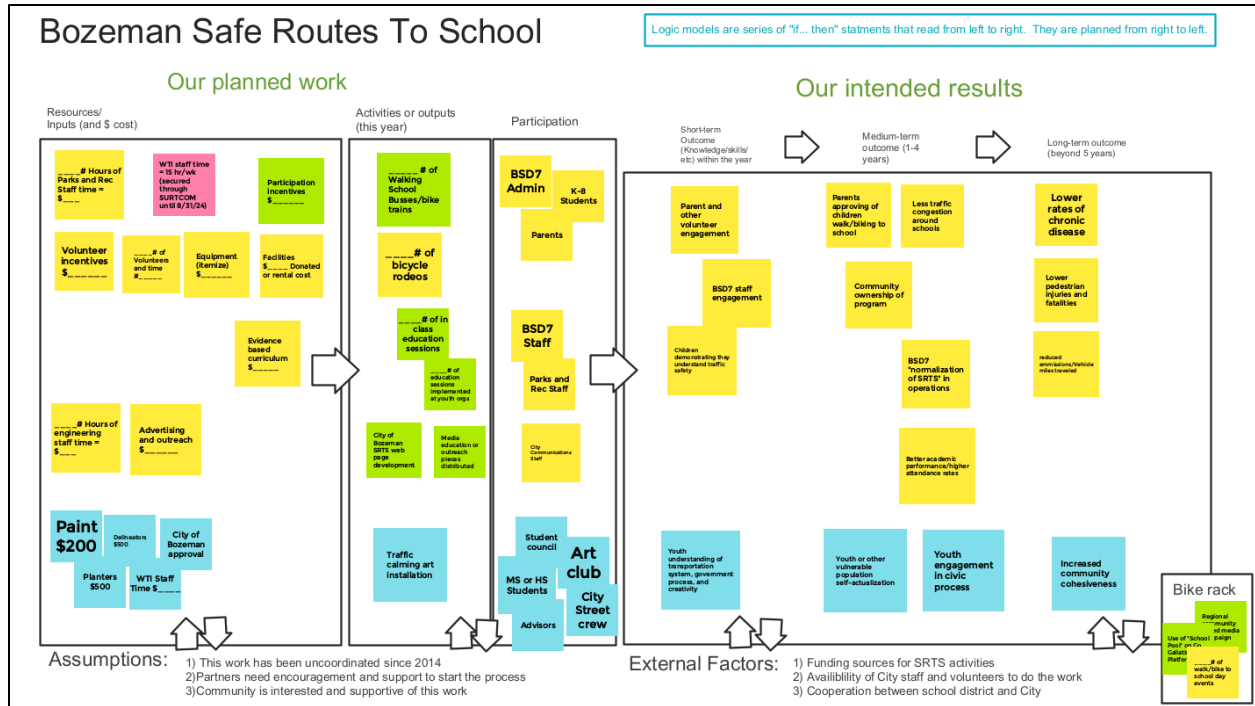 Bozeman Safe Routes To School
Logic models are series of "if... then" statments that read from left to right. They are planned from right to left.
Our planned work
Our intended results
Resources/
Inputs (and $ cost)
Activities or outputs
(this year)
Participation
Short-term
Outcome
(Knowledge/skills/
etc) within the year
Medium-term
outcome (1-4
years)
Long-term outcome
(beyond 5 years)
____# Hours of
Parks and Rec
Staff time =
$___
WTI staff time
= 15 hr/wk
(secured
through
SURTCOM
until 8/31/24)
Participation
incentives
$______
Volunteer
incentives
$______
____# of
Volunteers
and time
#_____
Equipment
(itemize)
$______
Facilities
$____ Donated
or rental cost
Evidence
based
curriculum
$_____
____# Hours of
engineering
staff time =
$___
Advertising
and outreach
$______
Paint
$200
Delineators
$500
City of
Bozeman
approval
Planters
$500
WTI Staff
Time $____
_____ # of
Walking
School
Busses/bike
trains
____# of
bicycle
rodeos
____# of in
class
education
sessions
____# of
education
sessions
implemented
at youth orgs
City of
Bozeman
SRTS web
page
development
Media
education or
outreach
pieces
distributed
Traffic
calming art
installation
BSD7
Admin
K-8
Students
Parents
BSD7
Staff
Parks and
Rec Staff
City
Communications
Staff
Student
council
Art
club
MS or HS
Students
City
Street
crew
Advisors
Parent and
other
volunteer
engagement
BSD7 staff
engagement
Children
demonstrating they
understand traffic
safety
Youth
understanding of
transportation
system, government
process, and
creativity
Parents
approving of
children
walk/biking to
school
Less traffic
congestion
around
schools
Community
ownership of
program
BSD7
"normalization
of SRTS" in
operations
Better academic
performance/higher
attendance rates
Youth or other
vulnerable
population
self-actualization
Youth
engagement
in civic
process
Lower
rates of
chronic
disease
Lower
pedestrian
injuries and
fatalities
reduced
emmissions/Vehicle
miles traveled
Increased
community
cohesiveness
Assumptions:
1) This work has been uncoordinated since 2014
2)Partners need encouragement and support to start the process
3)Community is interested and supportive of this work
External Factors:
1) Funding sources for SRTS activities
2) Availiblility of City staff and volunteers to do the work
3) Cooperation between school district and City
Bike rack
Regional
media
Use of "School
Pool" on Go
Platform
____# of
walk/bike to
school day
events